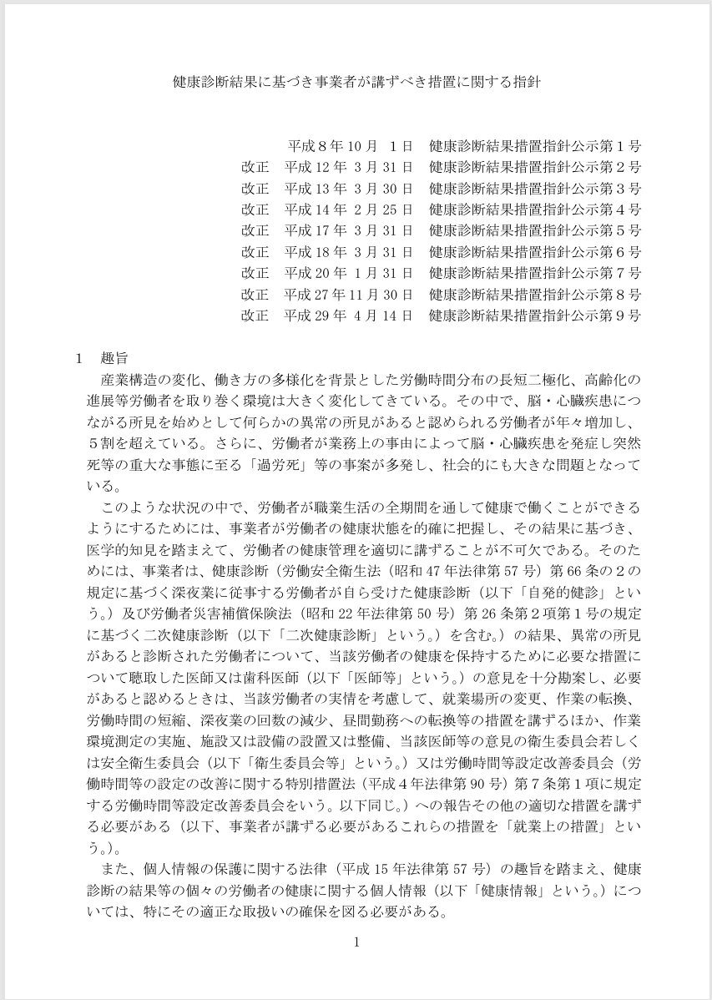 健康診断結果に基づき事業者が講ずべき措置に関する指針
平成８年 10 月 1 日 健康診断結果措置指針公示第１号
改正 平成 12 年 3 月 31 日 健康診断結果措置指針公示第２号
改正 平成 13 年 3 月 30 日 健康診断結果措置指針公示第３号
改正 平成 14 年 2 月 25 日 健康診断結果措置指針公示第４号
改正 平成 17 年 3 月 31 日 健康診断結果措置指針公示第５号
改正 平成 18 年 3 月 31 日 健康診断結果措置指針公示第６号
改正 平成 20 年 1 月 31 日 健康診断結果措置指針公示第７号
改正 平成 27 年 11 月 30 日 健康診断結果措置指針公示第８号
改正 平成 29 年 4 月 14 日 健康診断結果措置指針公示第９号
１ 趣旨
産業構造の変化、働き方の多様化を背景とした労働時間分布の長短二極化、高齢化の
進展等労働者を取り巻く環境は大きく変化してきている。その中で、脳・心臓疾患につ
ながる所見を始めとして何らかの異常の所見があると認められる労働者が年々増加し、
５割を超えている。さらに、労働者が業務上の事由によって脳・心臓疾患を発症し突然
死等の重大な事態に至る「過労死」等の事案が多発し、社会的にも大きな問題となって
いる。
このような状況の中で、労働者が職業生活の全期間を通して健康で働くことができる
ようにするためには、事業者が労働者の健康状態を的確に把握し、その結果に基づき、
医学的知見を踏まえて、労働者の健康管理を適切に講ずることが不可欠である。そのた
めには、事業者は、健康診断（労働安全衛生法（昭和 47 年法律第 57 号）第 66 条の２の
規定に基づく深夜業に従事する労働者が自ら受けた健康診断（以下「自発的健診」とい
う。）及び労働者災害補償保険法（昭和 22 年法律第 50 号）第 26 条第２項第１号の規定
に基づく二次健康診断（以下「二次健康診断」という。）を含む。）の結果、異常の所見
があると診断された労働者について、当該労働者の健康を保持するために必要な措置に
ついて聴取した医師又は歯科医師（以下「医師等」という。）の意見を十分勘案し、必要
があると認めるときは、当該労働者の実情を考慮して、就業場所の変更、作業の転換、
労働時間の短縮、深夜業の回数の減少、昼間勤務への転換等の措置を講ずるほか、作業
環境測定の実施、施設又は設備の設置又は整備、当該医師等の意見の衛生委員会若しく
は安全衛生委員会（以下「衛生委員会等」という。）又は労働時間等設定改善委員会（労
働時間等の設定の改善に関する特別措置法（平成４年法律第 90 号）第７条第１項に規定
する労働時間等設定改善委員会をいう。以下同じ。）への報告その他の適切な措置を講ず
る必要がある（以下、事業者が講ずる必要があるこれらの措置を「就業上の措置」とい
う。）。
また、個人情報の保護に関する法律（平成 15 年法律第 57 号）の趣旨を踏まえ、健康
診断の結果等の個々の労働者の健康に関する個人情報（以下「健康情報」という。）につ
いては、特にその適正な取扱いの確保を図る必要がある。
1